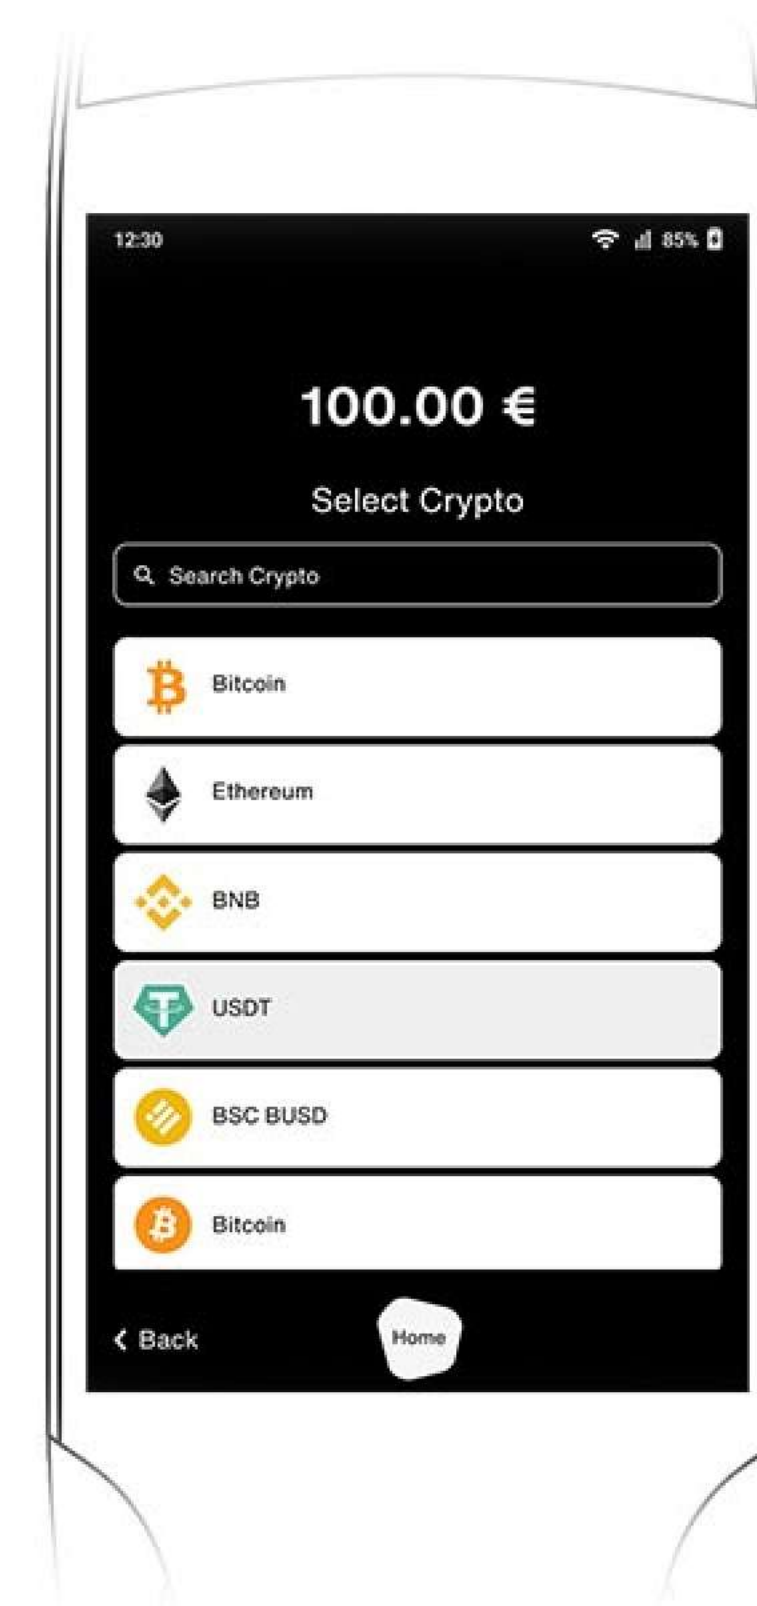 12:30
85%
100.00 €
Select Crypto
Search Crypto
Bitcoin
Ethereum
BNB
USDT
BSC BUSD
Bitcoin
Back
Home